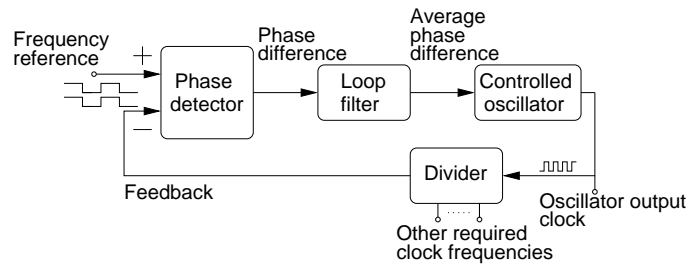 Frequency
reference
+
−
Phase
detector
Phase
difference
Loop
filter
Average
phase
difference
Controlled
oscillator
Divider
Feedback
Oscillator output
clock
.....
Other required
clock frequencies